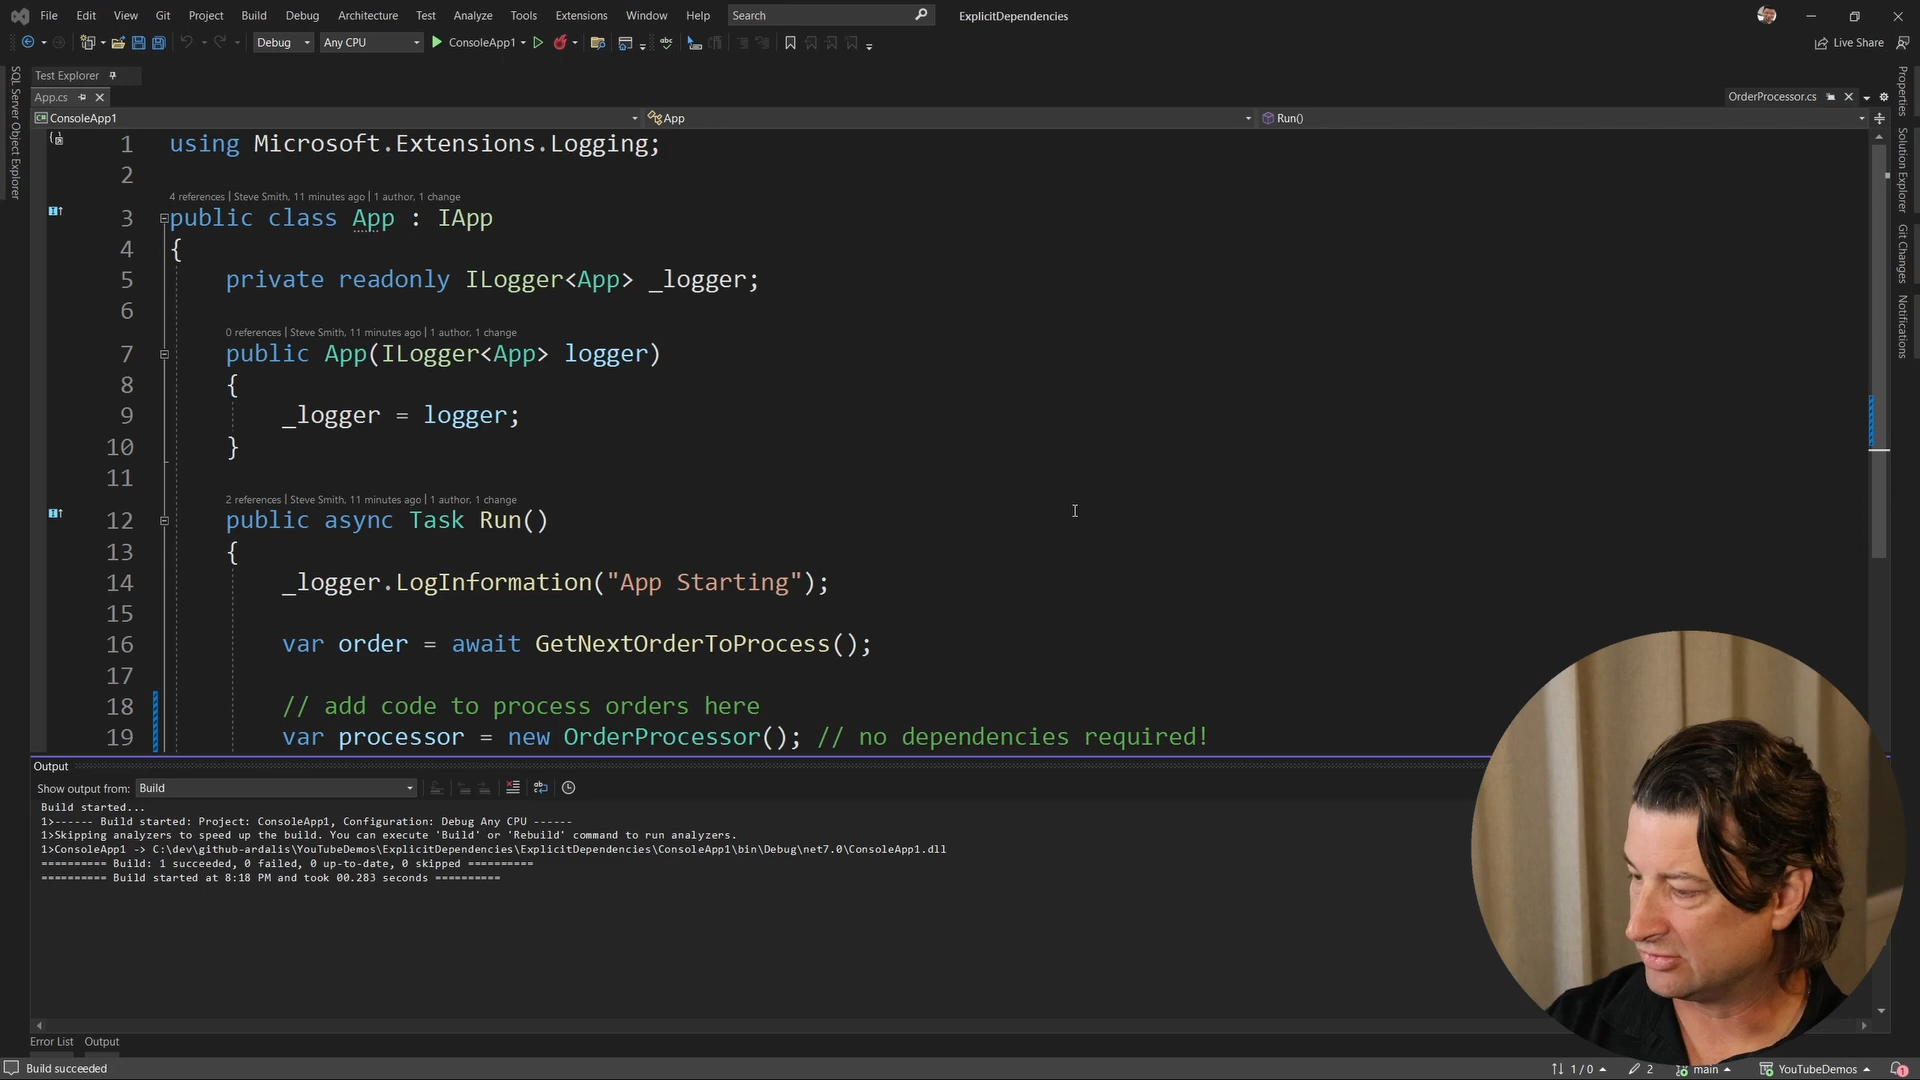 File Edit View Git Project Build Debug Architecture Test Analyze Tools Extensions Window Help Search ExplicitDependencies
Debug Any CPU ConsoleApp1 Live Share
Test Explorer
App.cs OrderProcessor.cs
ConsoleApp1 App Run()
SQL Server Object Explorer
Properties
Solution Explorer
Git Changes
Notifications
1 using Microsoft.Extensions.Logging;
2
4 references | Steve Smith, 11 minutes ago | 1 author, 1 change
3 public class App : IApp
4 {
5 private readonly ILogger<App> _logger;
6
0 references | Steve Smith, 11 minutes ago | 1 author, 1 change
7 public App(ILogger<App> logger)
8 {
9 _logger = logger;
10 }
11
2 references | Steve Smith, 11 minutes ago | 1 author, 1 change
12 public async Task Run()
13 {
14 _logger.LogInformation("App Starting");
15
16 var order = await GetNextOrderToProcess();
17
18 // add code to process orders here
19 var processor = new OrderProcessor(); // no dependencies required!
Output
Show output from: Build
Build started...
1>------ Build started: Project: ConsoleApp1, Configuration: Debug Any CPU ------
1>Skipping analyzers to speed up the build. You can execute 'Build' or 'Rebuild' command to run analyzers.
1>ConsoleApp1 -> C:\dev\github-ardalis\YouTubeDemos\ExplicitDependencies\ExplicitDependencies\ConsoleApp1\bin\Debug\net7.0\ConsoleApp1.dll
========== Build: 1 succeeded, 0 failed, 0 up-to-date, 0 skipped ==========
========== Build started at 8:18 PM and took 00.283 seconds ==========
Error List Output
Build succeeded 1 / 0 2 main YouTubeDemos 1